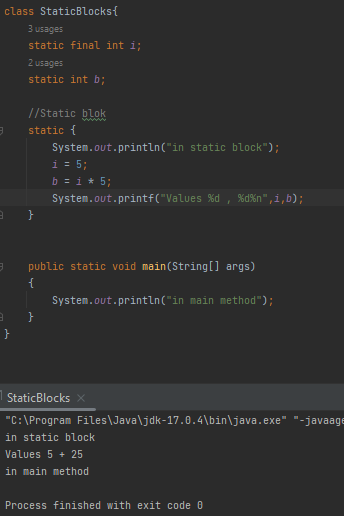 class StaticBlocks{
3 usages
static final int i;
2 usages
static int b;
//Static blok
static {
System.out.println("in static block");
i = 5;
b = i * 5;
System.out.printf("Values %d , %d%n",i,b);
}
public static void main(String[] args)
{
System.out.println("in main method");
}
}
StaticBlocks ×
"C:\Program Files\Java\jdk-17.0.4\bin\java.exe" "-javaage
in static block
Values 5 + 25
in main method
Process finished with exit code 0